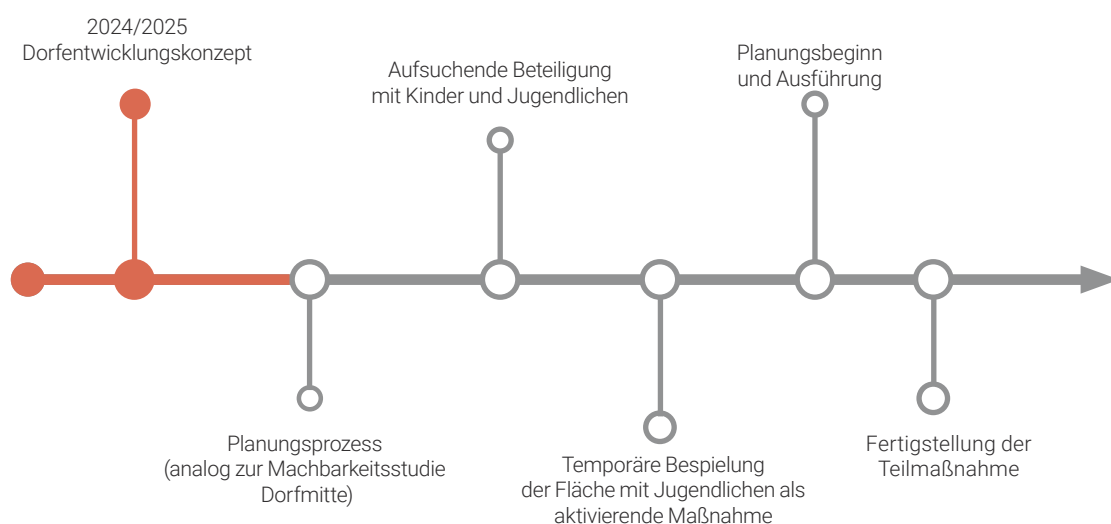 2024/2025
Dorfentwicklungskonzept
Planungsprozess
(analog zur Machbarkeitsstudie
Dorfmitte)
Aufsuchende Beteiligung
mit Kinder und Jugendlichen
Temporäre Bespielung
der Fläche mit Jugendlichen als
aktivierende Maßnahme
Planungsbeginn
und Ausführung
Fertigstellung der
Teilmaßnahme